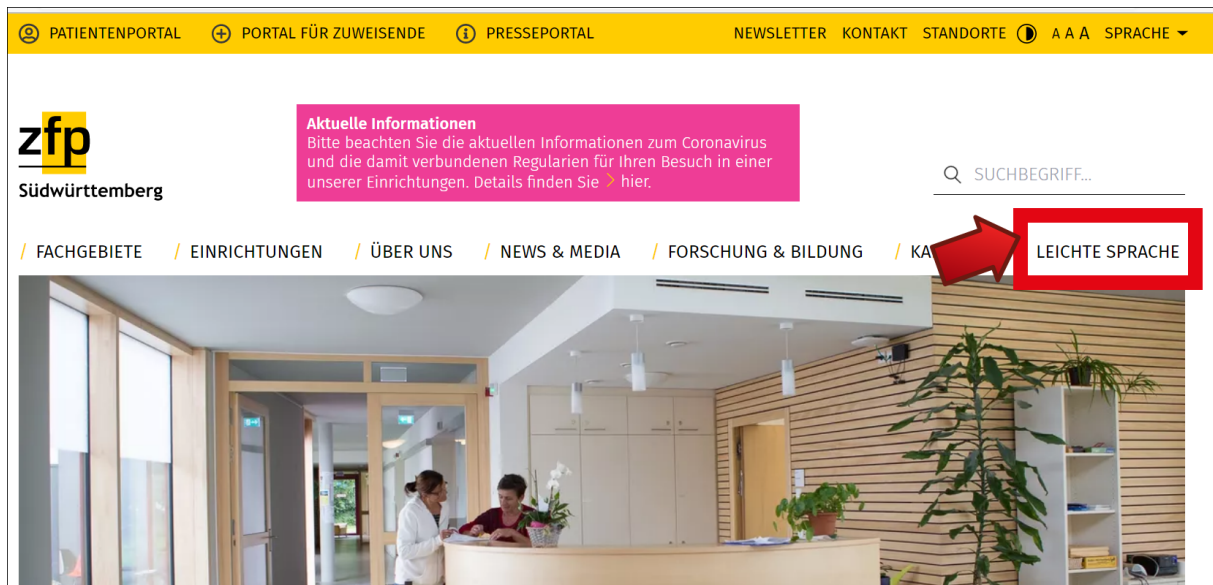 PATIENTENPORTAL PORTAL FÜR ZUWEISENDE PRESSEPORTAL NEWSLETTER KONTAKT STANDORTE A A A SPRACHE
zfp
Südwürttemberg
Aktuelle Informationen
Bitte beachten Sie die aktuellen Informationen zum Coronavirus
und die damit verbundenen Regularien für Ihren Besuch in einer
unserer Einrichtungen. Details finden Sie > hier.
SUCHBEGRIFF...
/ FACHGEBIETE / EINRICHTUNGEN / ÜBER UNS / NEWS & MEDIA / FORSCHUNG & BILDUNG / KA LEICHTE SPRACHE